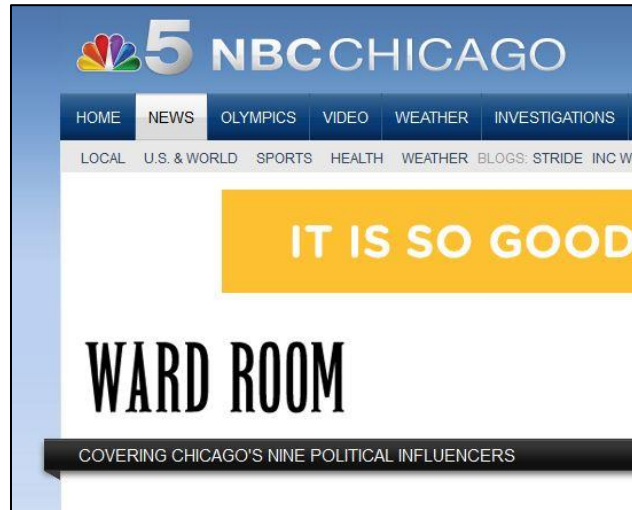 5 NBCCHICAGO
HOME NEWS OLYMPICS VIDEO WEATHER INVESTIGATIONS
LOCAL U.S. & WORLD SPORTS HEALTH WEATHER BLOGS: STRIDE INC W
IT IS SO GOOD
WARD ROOM
COVERING CHICAGO'S NINE POLITICAL INFLUENCERS